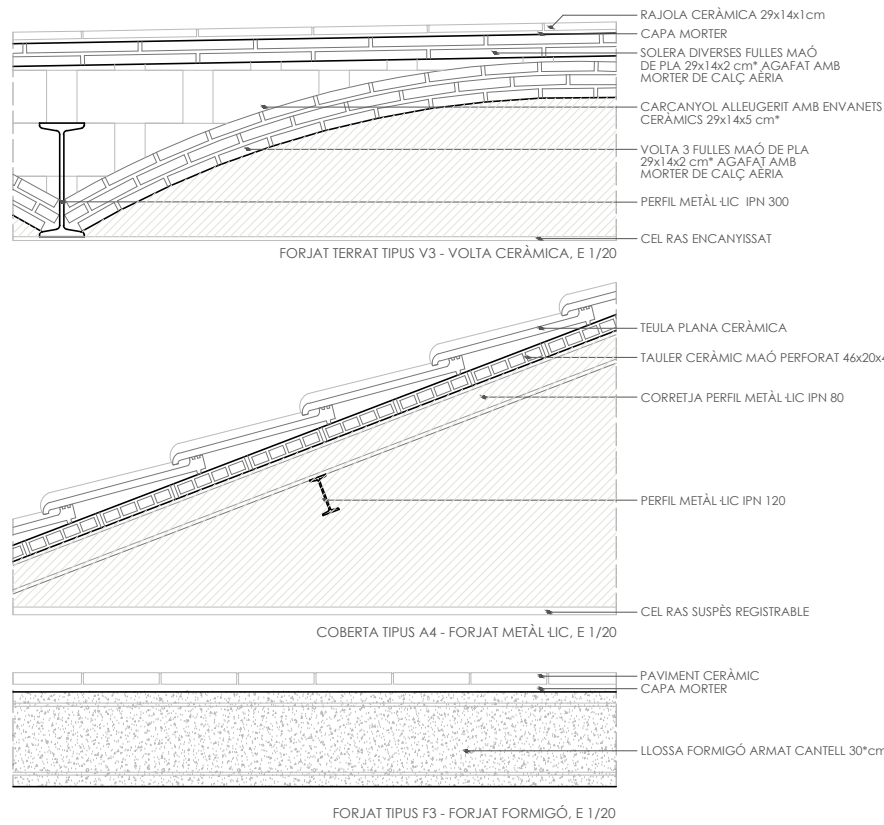 RAJOLA CERÀMICA 29x14x1cm
CAPA MORTER
SOLERA DIVERSES FULLES MAÓ
DE PLA 29x14x2 cm* AGAFAT AMB
MORTER DE CALÇ AÈRIA
CARCANYOL ALLEUGERIT AMB ENVANETS
CERÀMICS 29x14x5 cm*
VOLTA 3 FULLES MAÓ DE PLA
29x14x2 cm* AGAFAT AMB
MORTER DE CALÇ AÈRIA
PERFIL METÀL·LIC IPN 300
CEL RAS ENCANYISSAT
FORJAT TERRAT TIPUS V3 - VOLTA CERÀMICA, E 1/20
TEULA PLANA CERÀMICA
TAULER CERÀMIC MAÓ PERFORAT 46x20x4
CORRETJA PERFIL METÀL·LIC IPN 80
PERFIL METÀL·LIC IPN 120
CEL RAS SUSPÈS REGISTRABLE
COBERTA TIPUS A4 - FORJAT METÀL·LIC, E 1/20
PAVIMENT CERÀMIC
CAPA MORTER
LLOSSA FORMIGÓ ARMAT CANTELL 30*cm
FORJAT TIPUS F3 - FORJAT FORMIGÓ, E 1/20